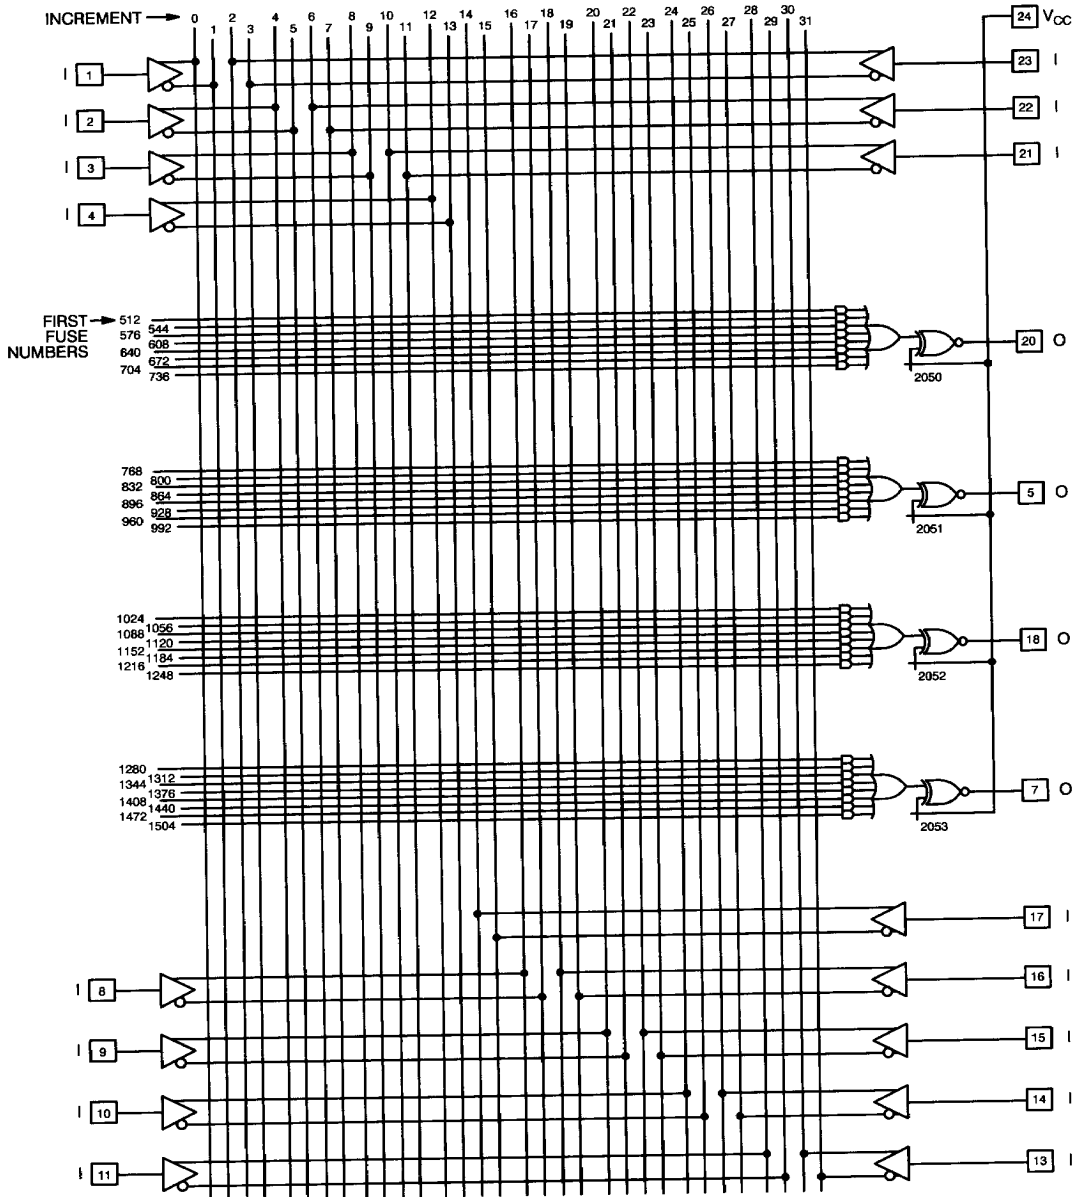 INCREMENT 0 1 2 3 4 5 6 7 8 9 10 11 12 13 14 15 16 17 18 19 20 21 22 23 24 25 26 27 28 29 30 31
24 VCC
I 1
23 I
I 2
22 I
I 3
21 I
I 4
FIRST FUSE NUMBERS
512
544
576
608
640
672
704
736
2050
20 O
768
800
832
864
896
928
960
992
2051
5 O
1024
1056
1088
1120
1152
1184
1216
1248
2052
18 O
1280
1312
1344
1376
1408
1440
1472
1504
2053
7 O
17 I
I 8
16 I
I 9
15 I
I 10
14 I
I 11
13 I